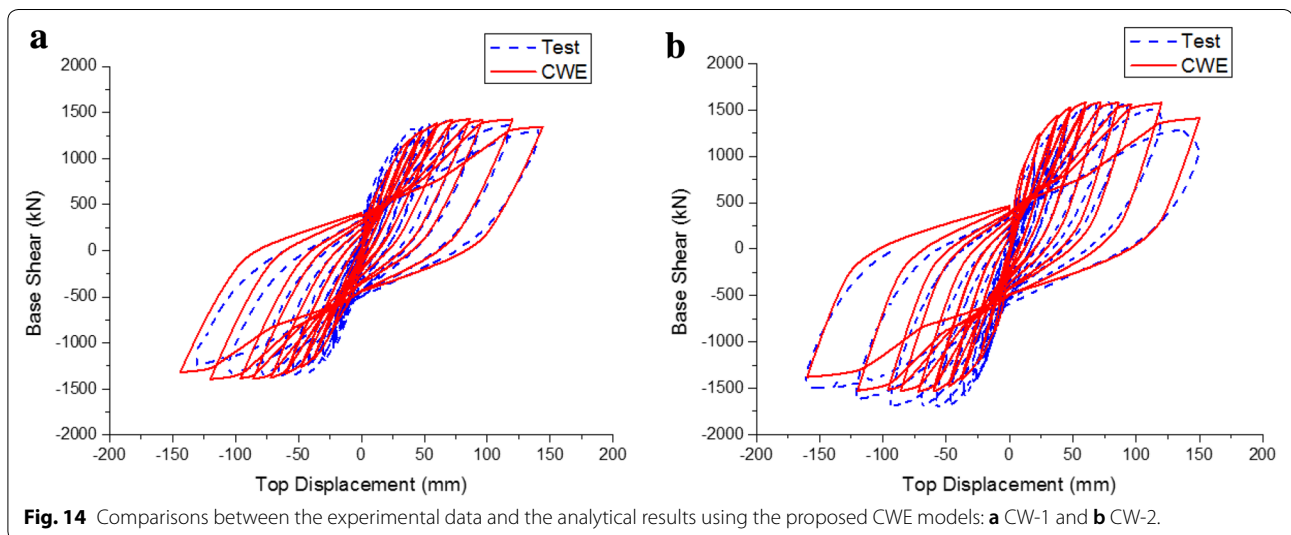 a
Test
CWE
2000
1500
1000
500
0
-500
-1000
-1500
-2000
Base Shear (kN)
-200 -150 -100 -50 0 50 100 150 200
Top Displacement (mm)
b
Test
CWE
2000
1500
1000
500
0
-500
-1000
-1500
-2000
Base Shear (kN)
-200 -150 -100 -50 0 50 100 150 200
Top Displacement (mm)
Fig. 14 Comparisons between the experimental data and the analytical results using the proposed CWE models: a CW-1 and b CW-2.